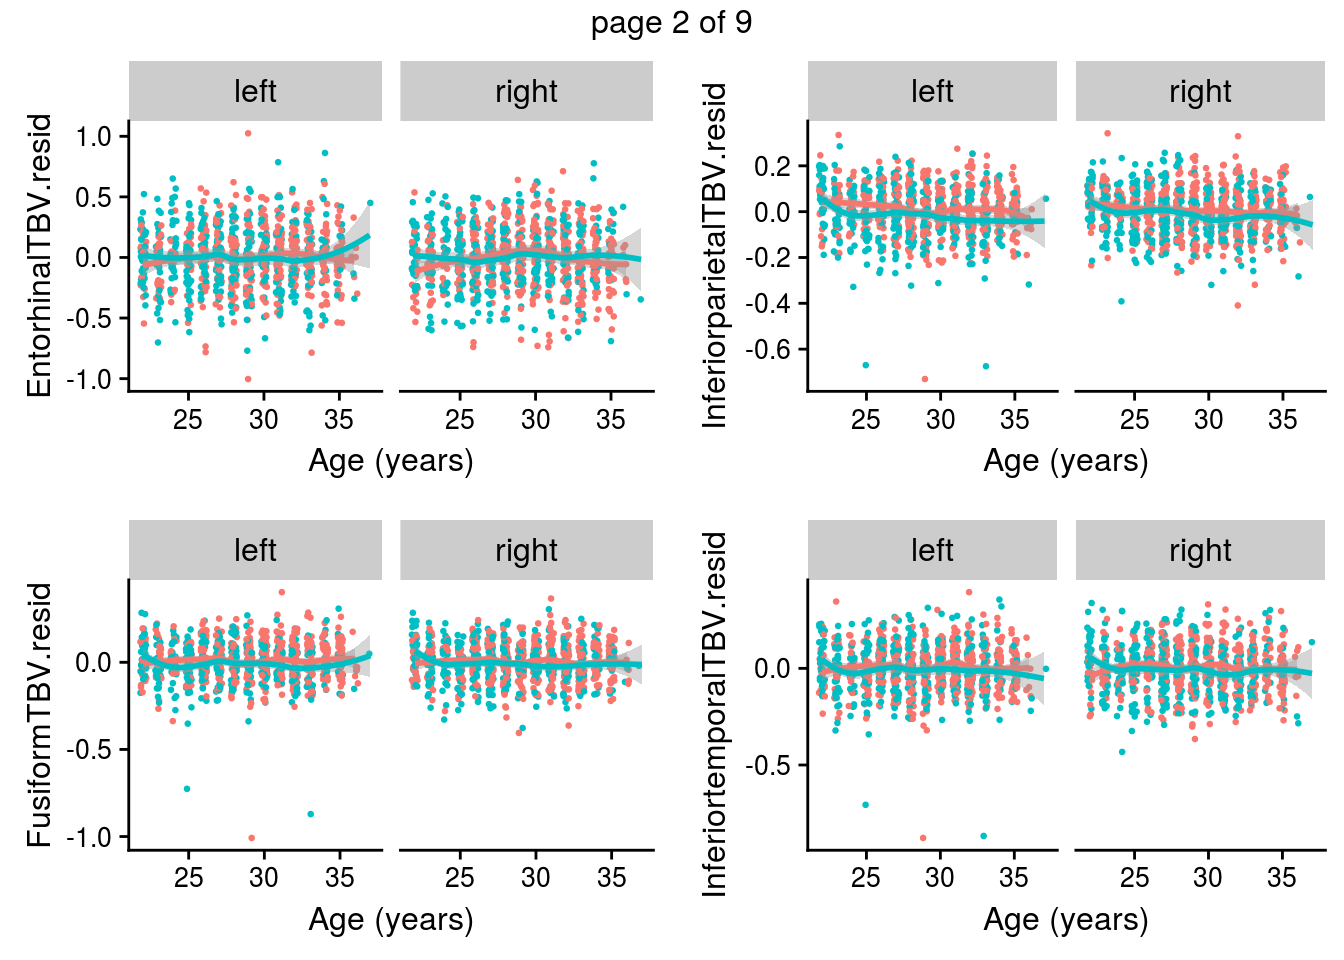 page 2 of 9
left right
EntorhinalTBV.resid
1.0
0.5
0.0
-0.5
-1.0
25 30 35 25 30 35
Age (years)
left right
InferiorparietalTBV.resid
0.2
0.0
-0.2
-0.4
-0.6
25 30 35 25 30 35
Age (years)
left right
FusiformTBV.resid
0.0
-0.5
-1.0
25 30 35 25 30 35
Age (years)
left right
InferiortemporalTBV.resid
0.0
-0.5
25 30 35 25 30 35
Age (years)